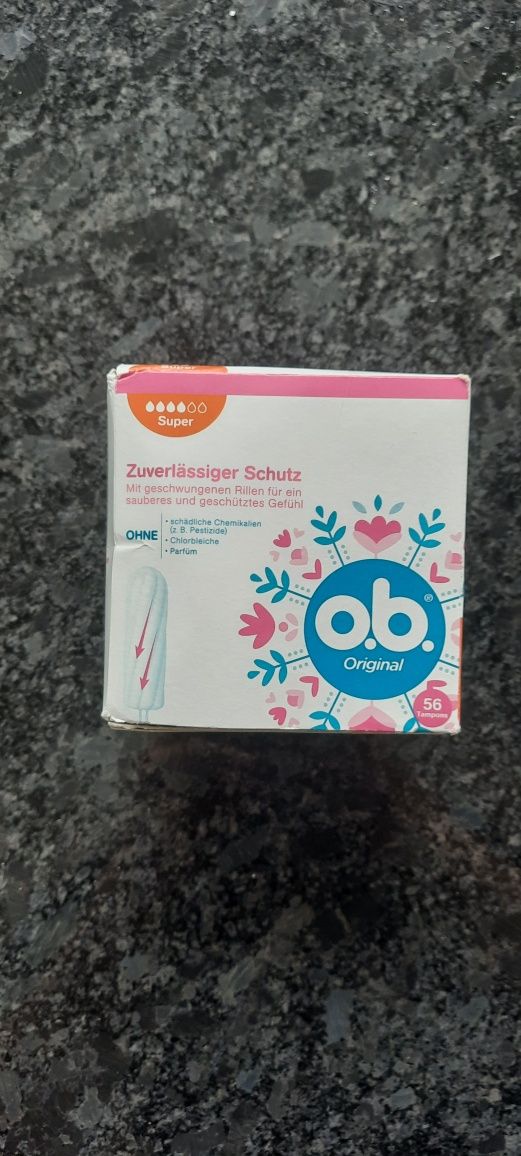 Super
Super
Zuverlässiger Schutz
Mit geschwungenen Rillen für ein
sauberes und geschütztes Gefühl
OHNE
• schädliche Chemikalien
(z. B. Pestizide)
• Chlorbleiche
• Parfüm
o.b.®
Original
56
Tampons